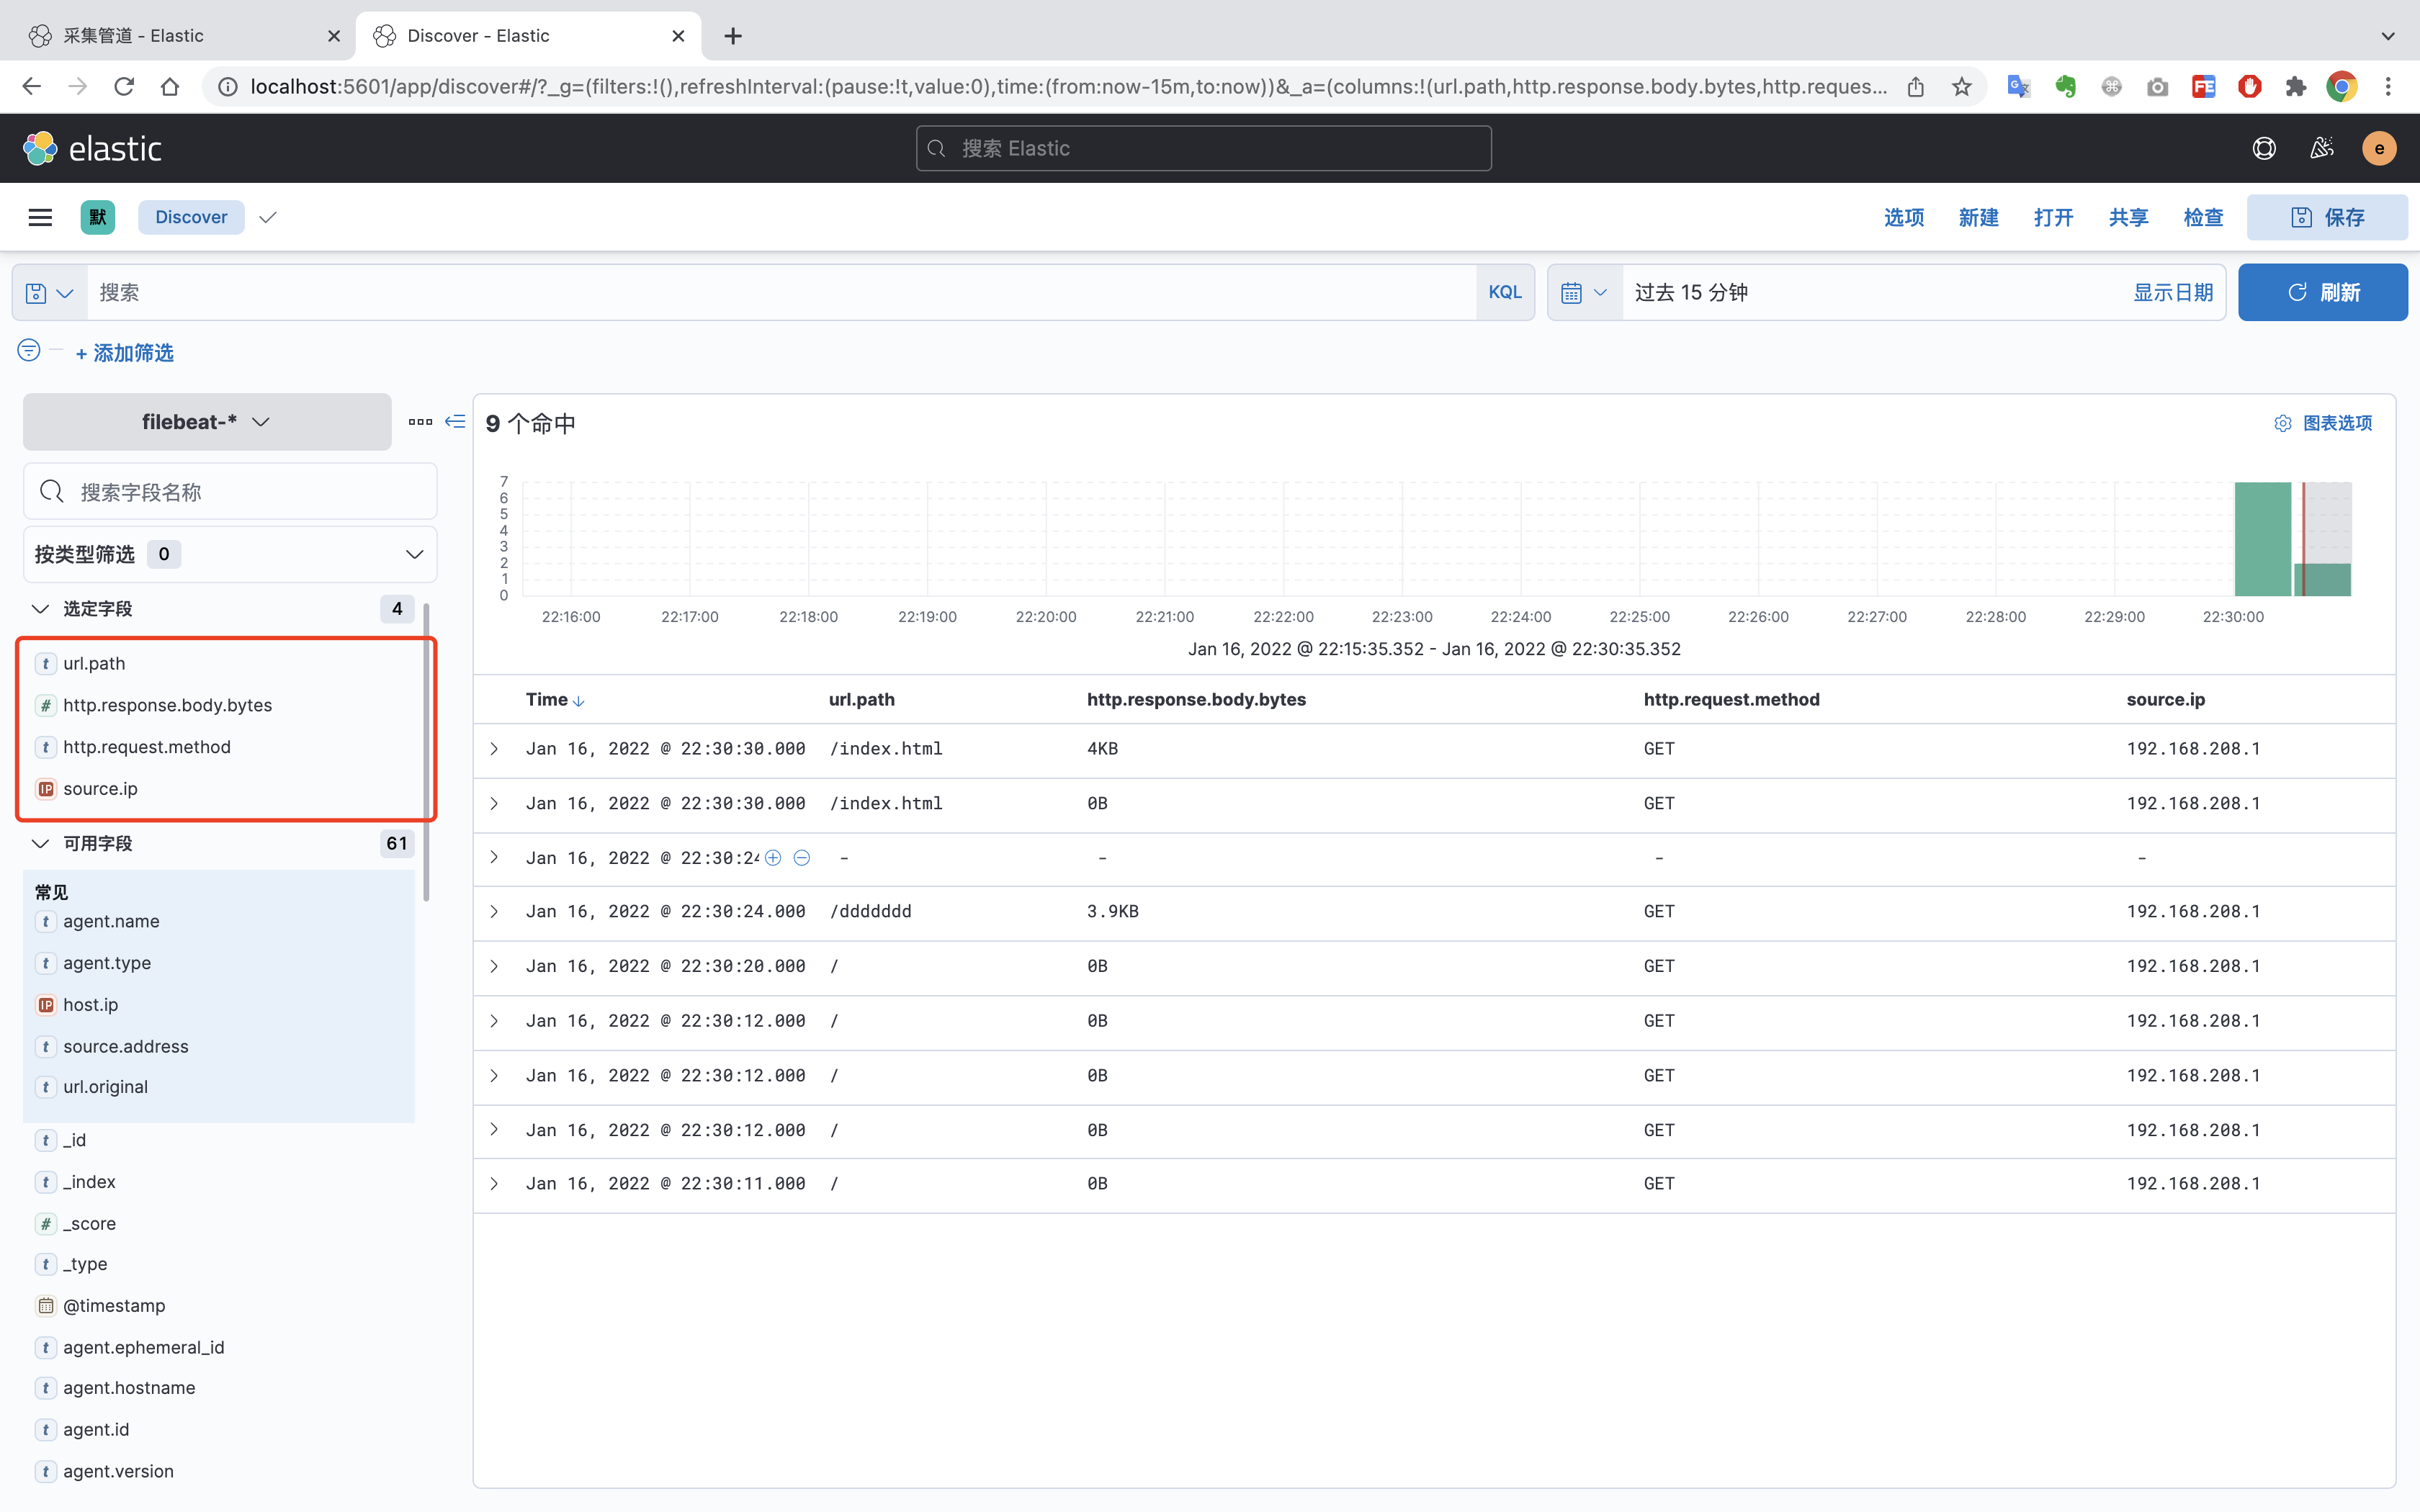 采集管道 - Elastic
Discover - Elastic
localhost:5601/app/discover#/?_g=(filters:!(),refreshInterval:(pause:!t,value:0),time:(from:now-15m,to:now))&_a=(columns:!(url.path,http.response.body.bytes,http.reques...
elastic
搜索 Elastic
e
默
Discover
选项
新建
打开
共享
检查
保存
搜索
KQL
过去 15 分钟
显示日期
刷新
+ 添加筛选
filebeat-*
搜索字段名称
按类型筛选 0
选定字段 4
t url.path
# http.response.body.bytes
t http.request.method
IP source.ip
可用字段 61
常见
t agent.name
t agent.type
IP host.ip
t source.address
t url.original
t _id
t _index
# _score
t _type
@timestamp
t agent.ephemeral_id
t agent.hostname
t agent.id
t agent.version
9 个命中
图表选项
7
6
5
4
3
2
1
0
22:16:00 22:17:00 22:18:00 22:19:00 22:20:00 22:21:00 22:22:00 22:23:00 22:24:00 22:25:00 22:26:00 22:27:00 22:28:00 22:29:00 22:30:00
Jan 16, 2022 @ 22:15:35.352 - Jan 16, 2022 @ 22:30:35.352
Time url.path http.response.body.bytes http.request.method source.ip
Jan 16, 2022 @ 22:30:30.000 /index.html 4KB GET 192.168.208.1
Jan 16, 2022 @ 22:30:30.000 /index.html 0B GET 192.168.208.1
Jan 16, 2022 @ 22:30:24 - - - -
Jan 16, 2022 @ 22:30:24.000 /ddddddd 3.9KB GET 192.168.208.1
Jan 16, 2022 @ 22:30:20.000 / 0B GET 192.168.208.1
Jan 16, 2022 @ 22:30:12.000 / 0B GET 192.168.208.1
Jan 16, 2022 @ 22:30:12.000 / 0B GET 192.168.208.1
Jan 16, 2022 @ 22:30:12.000 / 0B GET 192.168.208.1
Jan 16, 2022 @ 22:30:11.000 / 0B GET 192.168.208.1